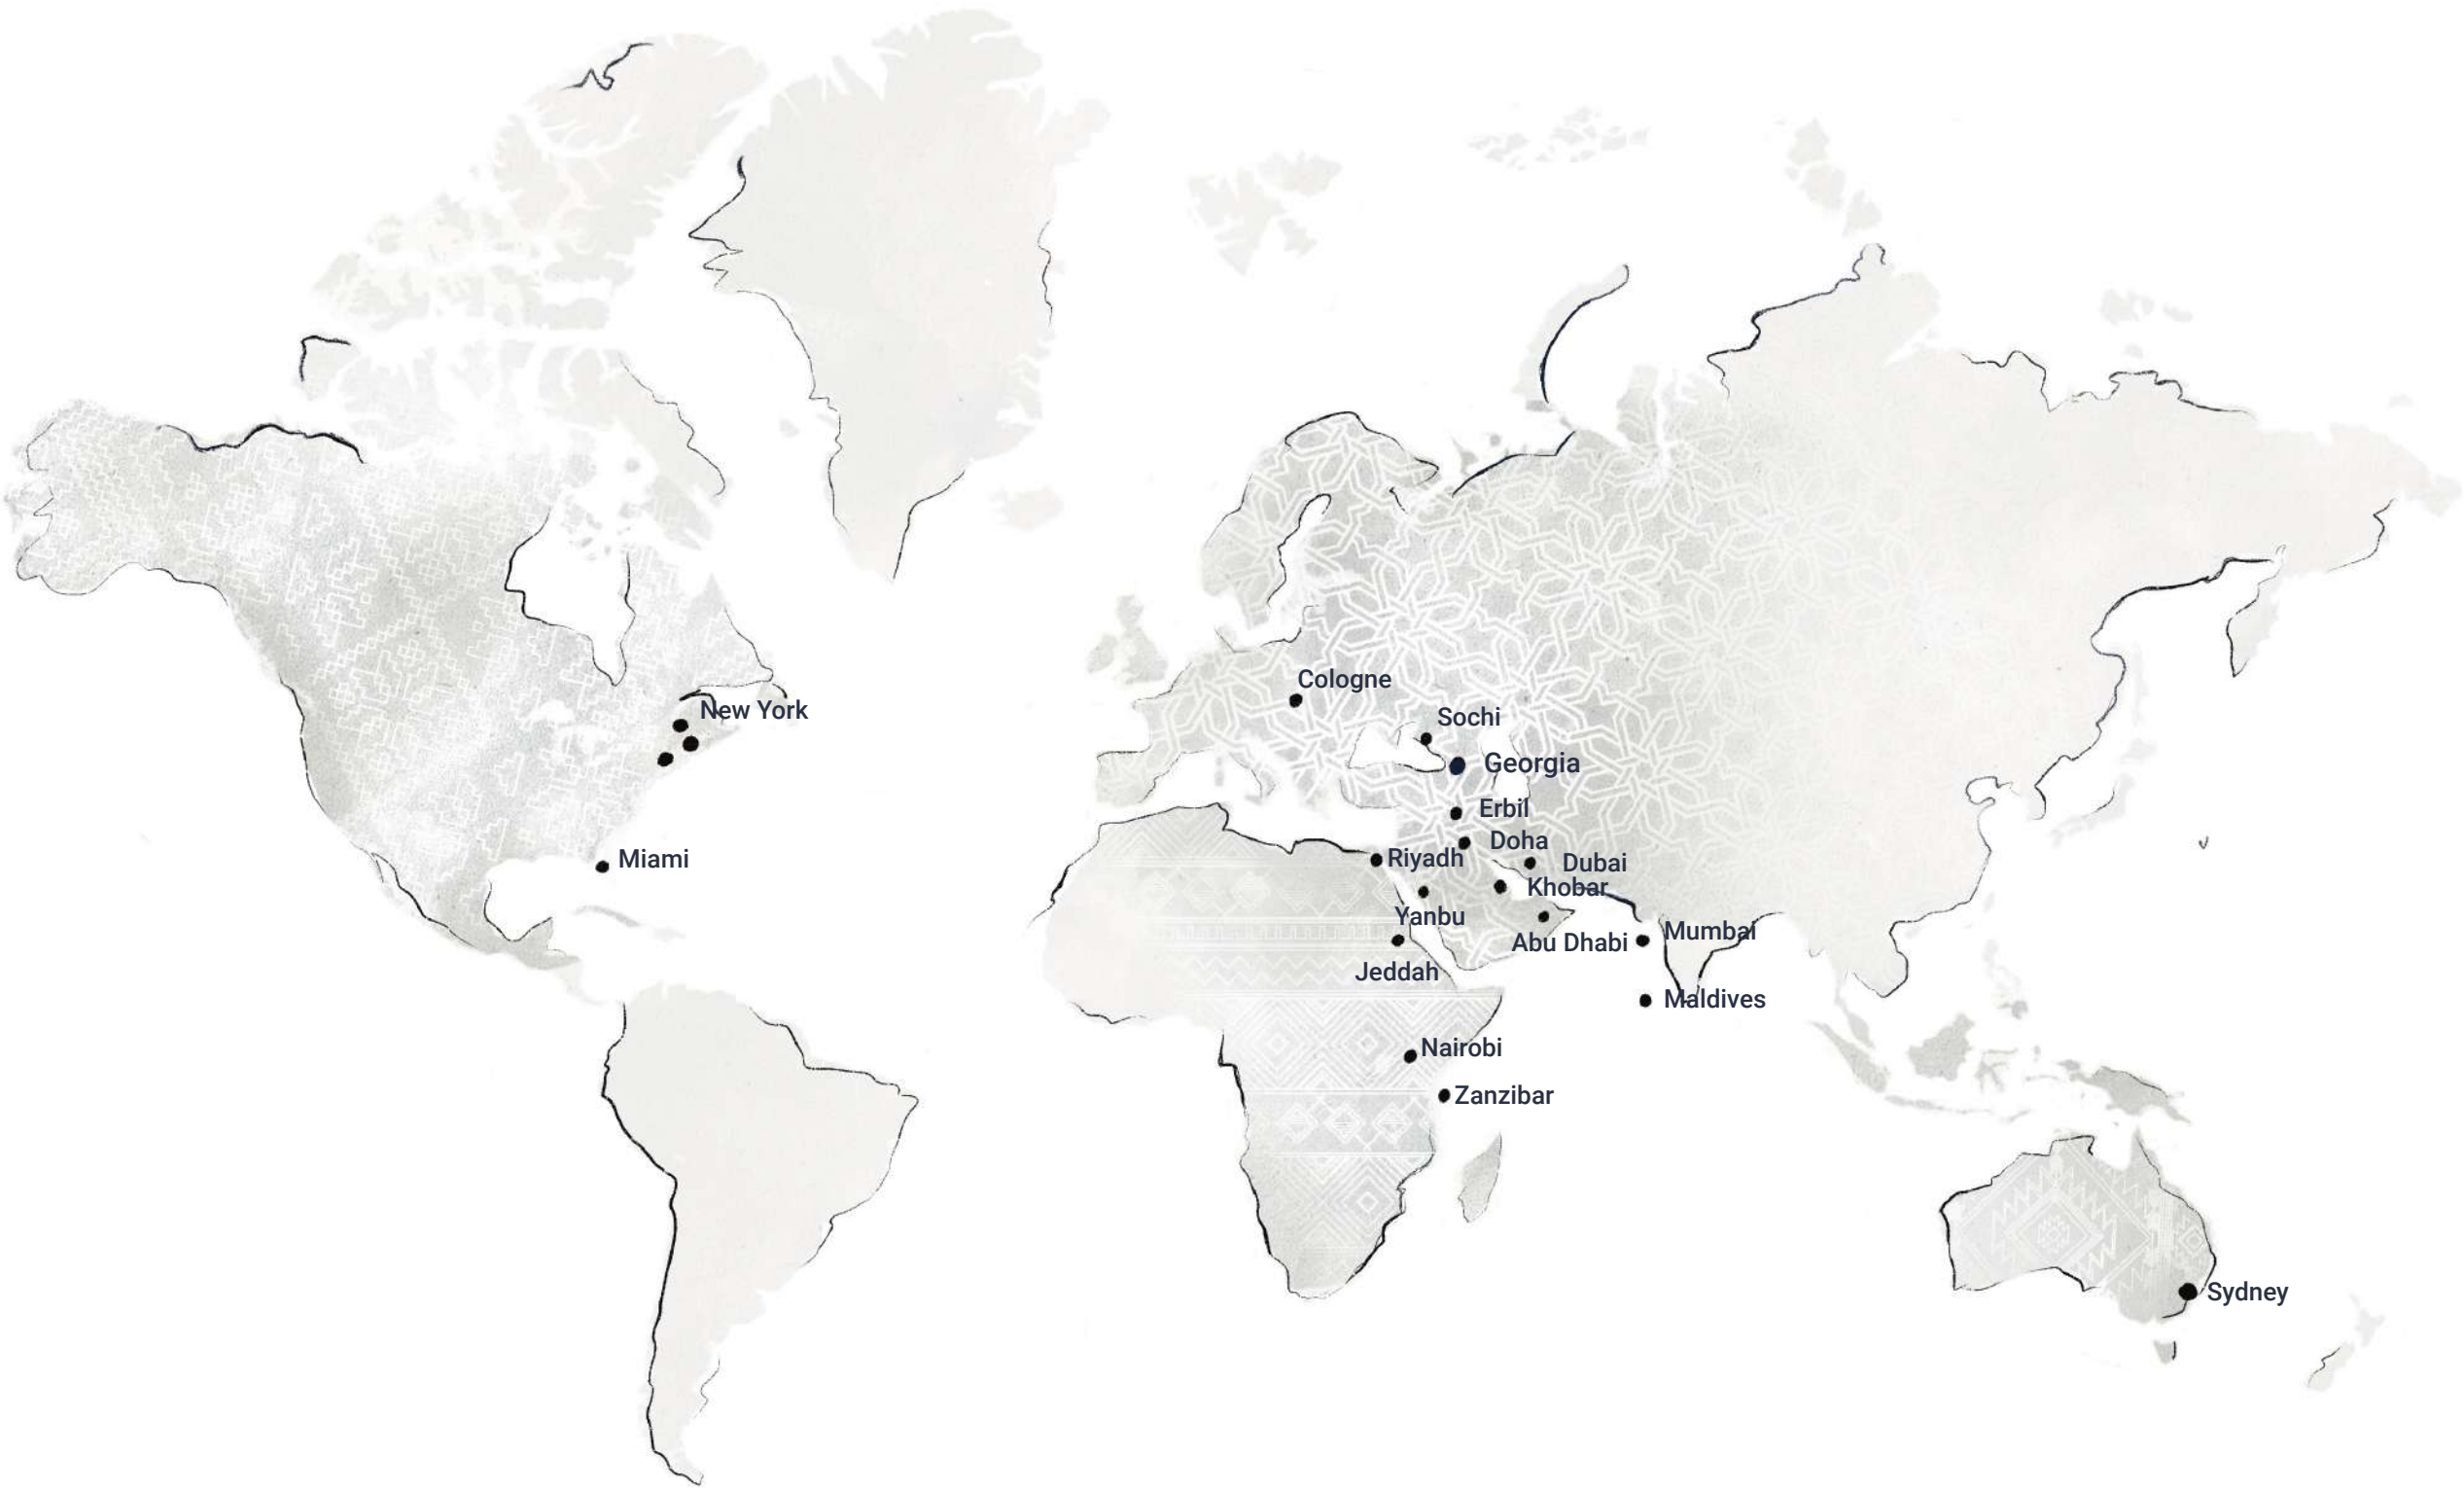 Cologne
New York
Sochi
Georgia
Erbil
Doha
Miami
Riyadh
Dubai
Khobar
Yanbu
Mumbai
Abu Dhabi
Jeddah
Maldives
Nairobi
Zanzibar
Sydney